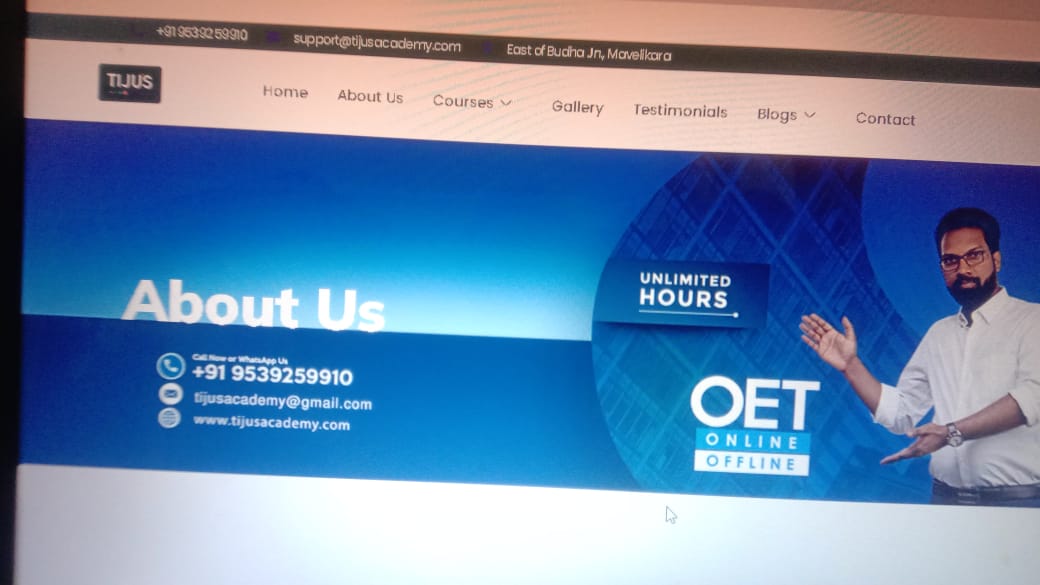 +91 9539259910 support@tijusacademy.com East of Budha Jn, Mavelikara
TIJUS
Home About Us Courses Gallery Testimonials Blogs Contact
UNLIMITED
HOURS
About Us
Call Now or WhatsApp Us
+91 9539259910
tijusacademy@gmail.com
www.tijusacademy.com
OET
ONLINE
OFFLINE